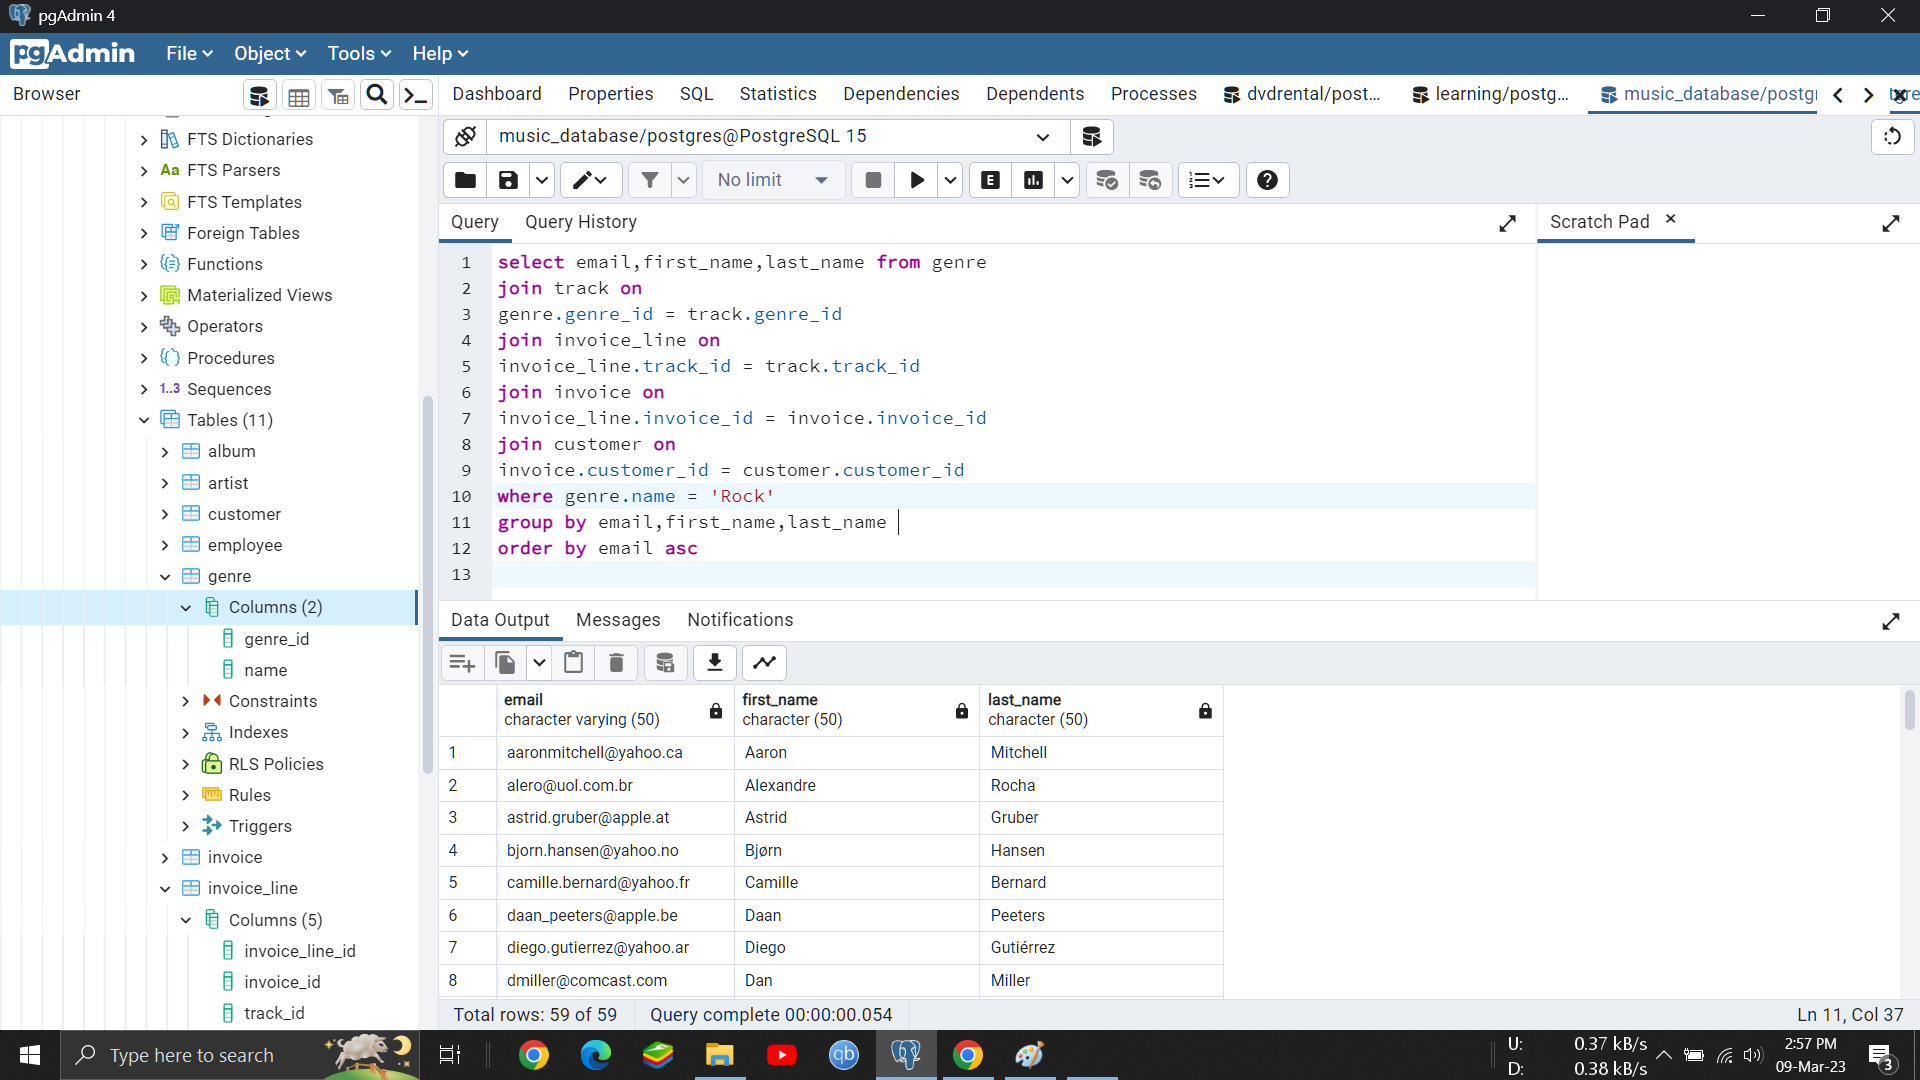 pgAdmin 4
pgAdmin File Object Tools Help
Browser
Dashboard Properties SQL Statistics Dependencies Dependents Processes dvdrental/post... learning/postg... music_database/postg
FTS Dictionaries
Aa FTS Parsers
FTS Templates
Foreign Tables
Functions
Materialized Views
Operators
Procedures
1..3 Sequences
Tables (11)
album
artist
customer
employee
genre
Columns (2)
genre_id
name
Constraints
Indexes
RLS Policies
Rules
Triggers
invoice
invoice_line
Columns (5)
invoice_line_id
invoice_id
track_id
music_database/postgres@PostgreSQL 15
No limit E
Query Query History
Scratch Pad
1 select email,first_name,last_name from genre
2 join track on
3 genre.genre_id = track.genre_id
4 join invoice_line on
5 invoice_line.track_id = track.track_id
6 join invoice on
7 invoice_line.invoice_id = invoice.invoice_id
8 join customer on
9 invoice.customer_id = customer.customer_id
10 where genre.name = 'Rock'
11 group by email,first_name,last_name
12 order by email asc
13
Data Output Messages Notifications
email first_name last_name
character varying (50) character (50) character (50)
1 aaronmitchell@yahoo.ca Aaron Mitchell
2 alero@uol.com.br Alexandre Rocha
3 astrid.gruber@apple.at Astrid Gruber
4 bjorn.hansen@yahoo.no Bjørn Hansen
5 camille.bernard@yahoo.fr Camille Bernard
6 daan_peeters@apple.be Daan Peeters
7 diego.gutierrez@yahoo.ar Diego Gutiérrez
8 dmiller@comcast.com Dan Miller
Total rows: 59 of 59 Query complete 00:00:00.054 Ln 11, Col 37
Type here to search
qb
U: 0.37 kB/s
D: 0.38 kB/s
2:57 PM
09-Mar-23
3